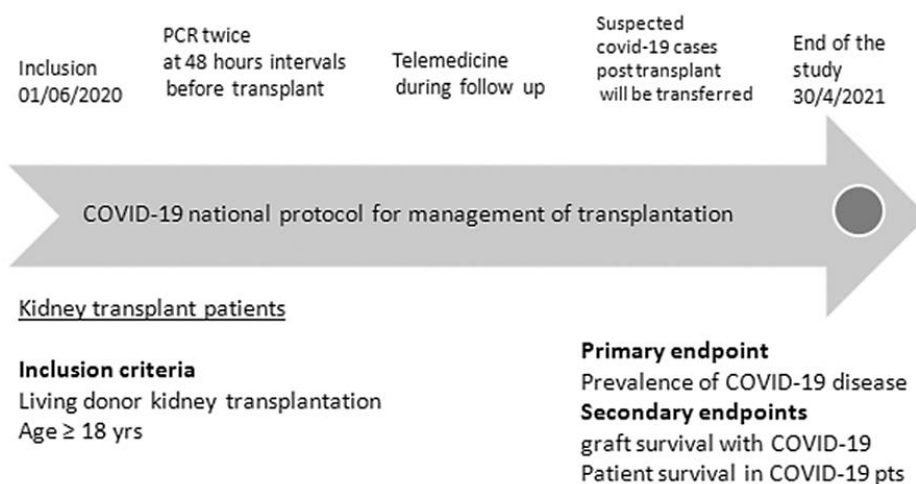 Inclusion
01/06/2020
PCR twice
at 48 hours intervals
before transplant
Telemedicine
during follow up
Suspected
covid-19 cases
post transplant
will be transferred
End of the
study
30/4/2021
COVID-19 national protocol for management of transplantation
Kidney transplant patients
Inclusion criteria
Living donor kidney transplantation
Age ≥ 18 yrs
Primary endpoint
Prevalence of COVID-19 disease
Secondary endpoints
graft survival with COVID-19
Patient survival in COVID-19 pts